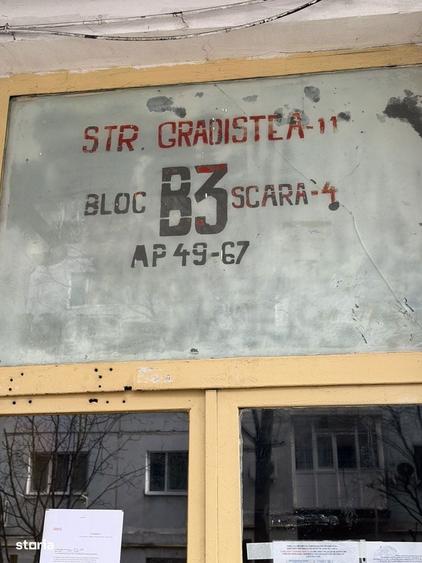 STR. GRADISTEA-11
BLOC B3 SCARA-4
AP 49-67
storia